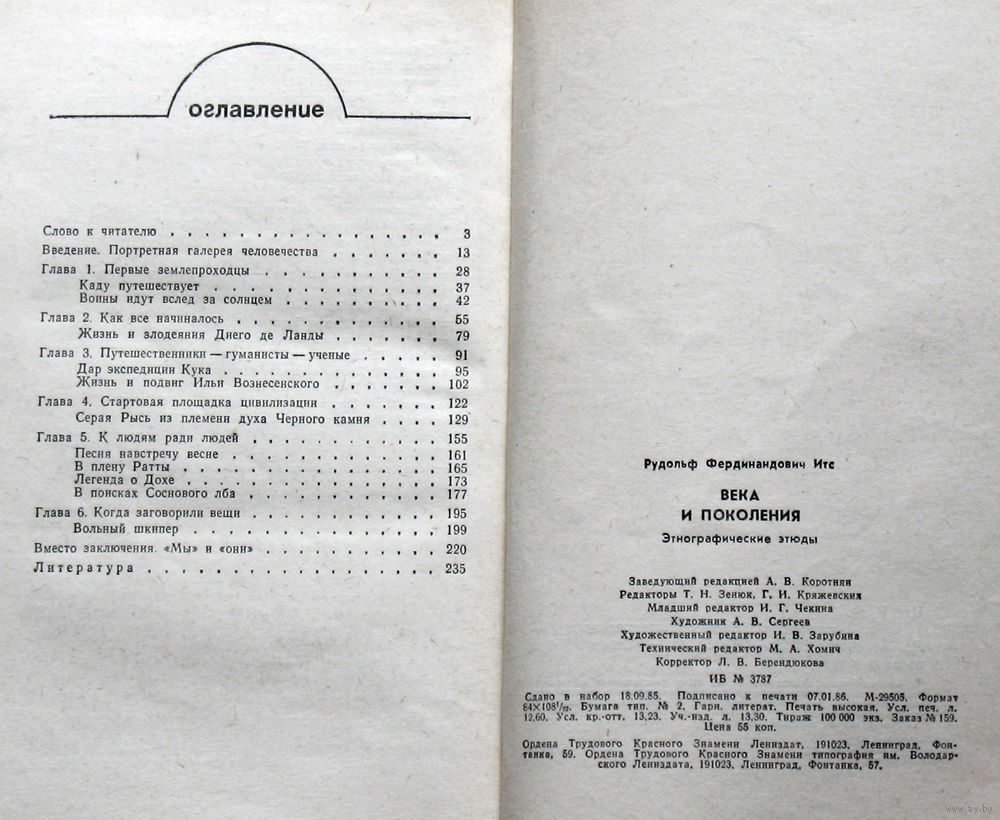 оглавление
Слово к читателю . . . . . . . . . . . . . . . . 3
Введение. Портретная галерея человечества . . . . . . . 13
Глава 1. Первые землепроходцы . . . . . . . . . . 28
Каду путешествует . . . . . . . . . . . . . 37
Воины идут вслед за солнцем . . . . . . . . . 42
Глава 2. Как все начиналось . . . . . . . . . . . . 55
Жизнь и злодеяния Диего де Ланды . . . . . . . 79
Глава 3. Путешественники — гуманисты — ученые . . . . . 91
Дар экспедиции Кука . . . . . . . . . . . . 95
Жизнь и подвиг Ильи Вознесенского . . . . . . . 102
Глава 4. Стартовая площадка цивилизации . . . . . . . 122
Серая Рысь из племени духа Черного камня . . . . 129
Глава 5. К людям ради людей . . . . . . . . . . . 155
Песня навстречу весне . . . . . . . . . . . 161
В плену Ратты . . . . . . . . . . . . . . 165
Легенда о Дохе . . . . . . . . . . . . . . 173
В поисках Соснового лба . . . . . . . . . . 177
Глава 6. Когда заговорили вещи . . . . . . . . . . 195
Вольный шкипер . . . . . . . . . . . . . . 199
Вместо заключения. «Мы» и «они» . . . . . . . . . . 220
Литература . . . . . . . . . . . . . . . . . 235
Рудольф Фердинандович Итс
ВЕКА
И ПОКОЛЕНИЯ
Этнографические этюды
Заведующий редакцией А. В. Коротнян
Редакторы Т. Н. Зенюк, Г. И. Кряжевских
Младший редактор И. Г. Чекина
Художник А. В. Сергеев
Художественный редактор И. В. Зарубина
Технический редактор М. А. Хомич
Корректор Л. В. Берендюкова
ИБ № 3787
Сдано в набор 18.09.85. Подписано к печати 07.01.86. М-29505. Формат
84×108¹/₃₂. Бумага тип. № 2. Гарн. литерат. Печать высокая. Усл. печ. л.
12,60. Усл. кр.-отт. 13,23. Уч.-изд. л. 13,30. Тираж 100 000 экз. Заказ № 159.
Цена 55 коп.
Ордена Трудового Красного Знамени Лениздат, 191023, Ленинград, Фон-
танка, 59. Ордена Трудового Красного Знамени типография им. Володар-
ского Лениздата, 191023, Ленинград, Фонтанка, 57.
www.ay.by